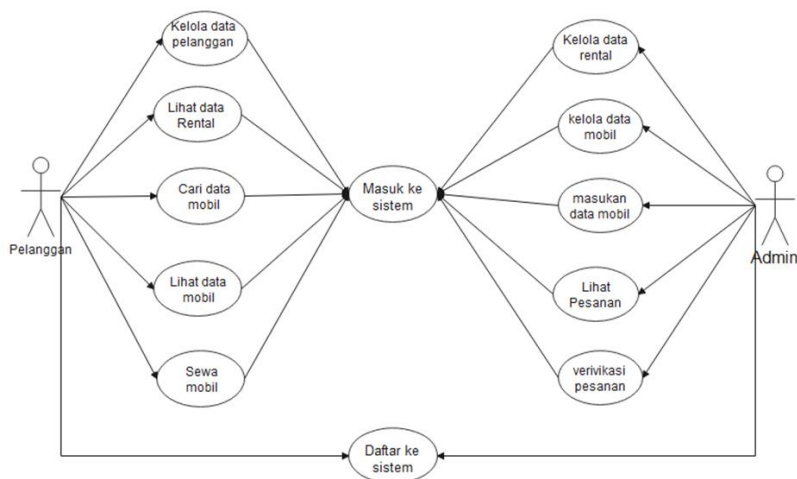 Kelola data
pelanggan
Kelola data
rental
Lihat data
Rental
kelola data
mobil
Cari data
mobil
Masuk ke
sistem
masukan
data mobil
Pelanggan
Admin
Lihat data
mobil
Lihat
Pesanan
Sewa
mobil
verivikasi
pesanan
Daftar ke
sistem